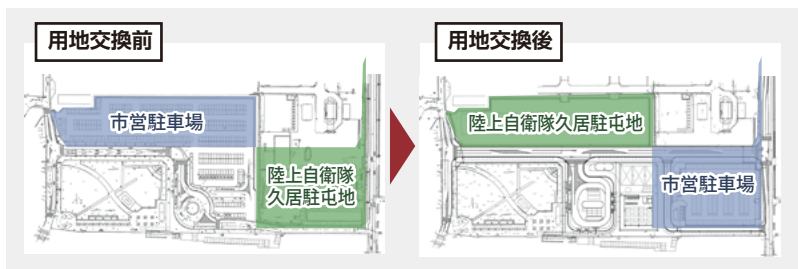 用地交換前
市営駐車場
陸上自衛隊
久居駐屯地
用地交換後
陸上自衛隊久居駐屯地
市営駐車場